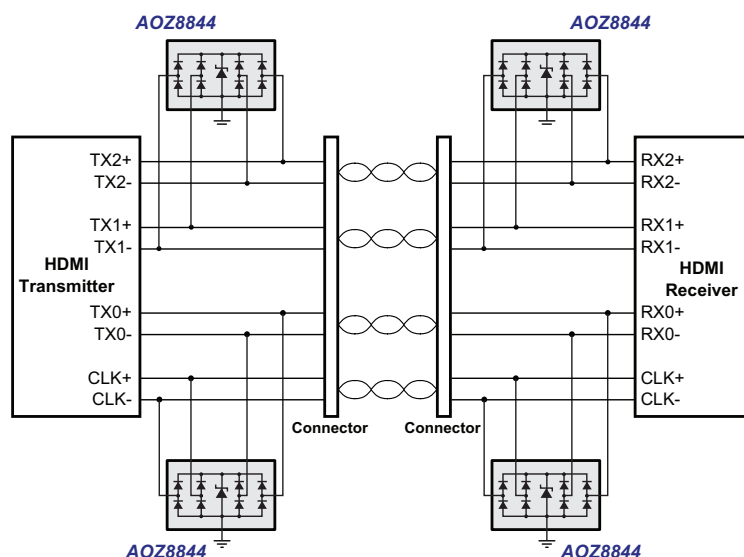 AOZ8844
AOZ8844
TX2+
TX2-
TX1+
TX1-
HDMI
Transmitter
TX0+
TX0-
CLK+
CLK-
RX2+
RX2-
RX1+
RX1-
HDMI
Receiver
RX0+
RX0-
CLK+
CLK-
Connector
Connector
AOZ8844
AOZ8844